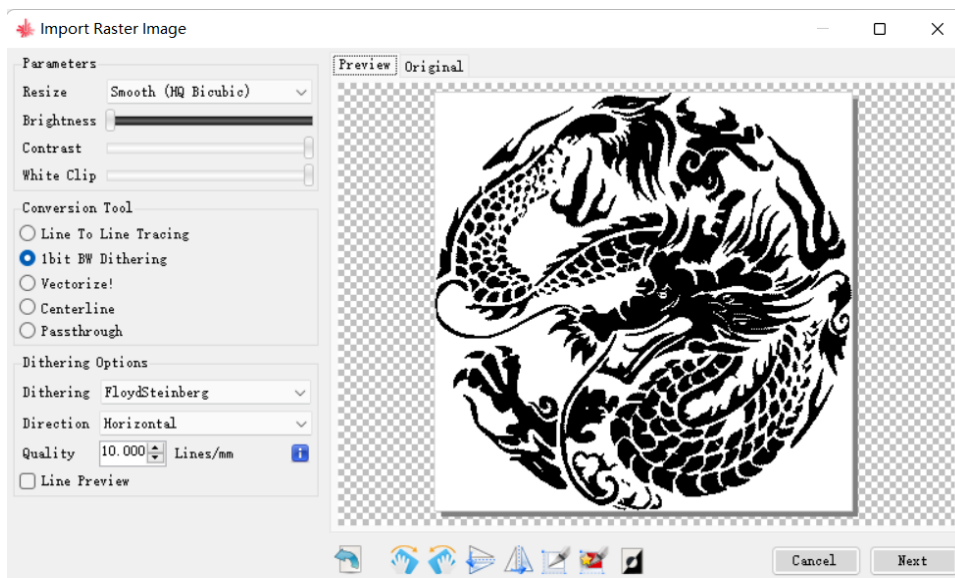 Import Raster Image
Parameters
Resize Smooth (HQ Bicubic)
Brightness
Contrast
White Clip
Conversion Tool
Line To Line Tracing
1bit BW Dithering
Vectorize!
Centerline
Passthrough
Dithering Options
Dithering FloydSteinberg
Direction Horizontal
Quality 10.000 Lines/mm
Line Preview
Preview Original
Cancel Next